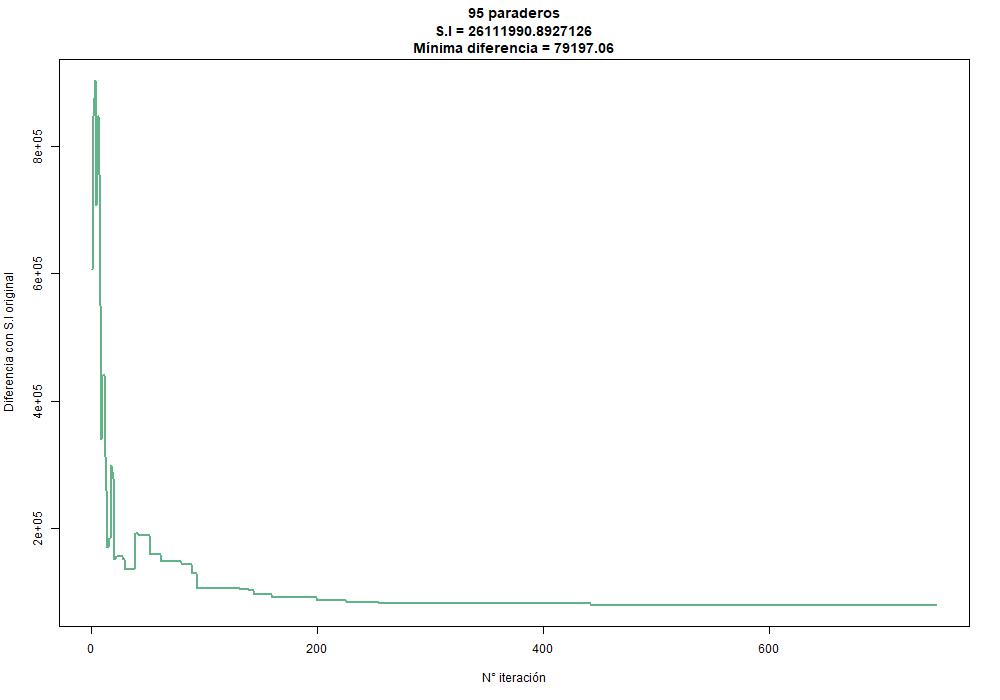 95 paraderos
S.I = 26111990.8927126
Mínima diferencia = 79197.06
Diferencia con S.I original
8e+05
6e+05
4e+05
2e+05
0
200
400
600
N° iteración